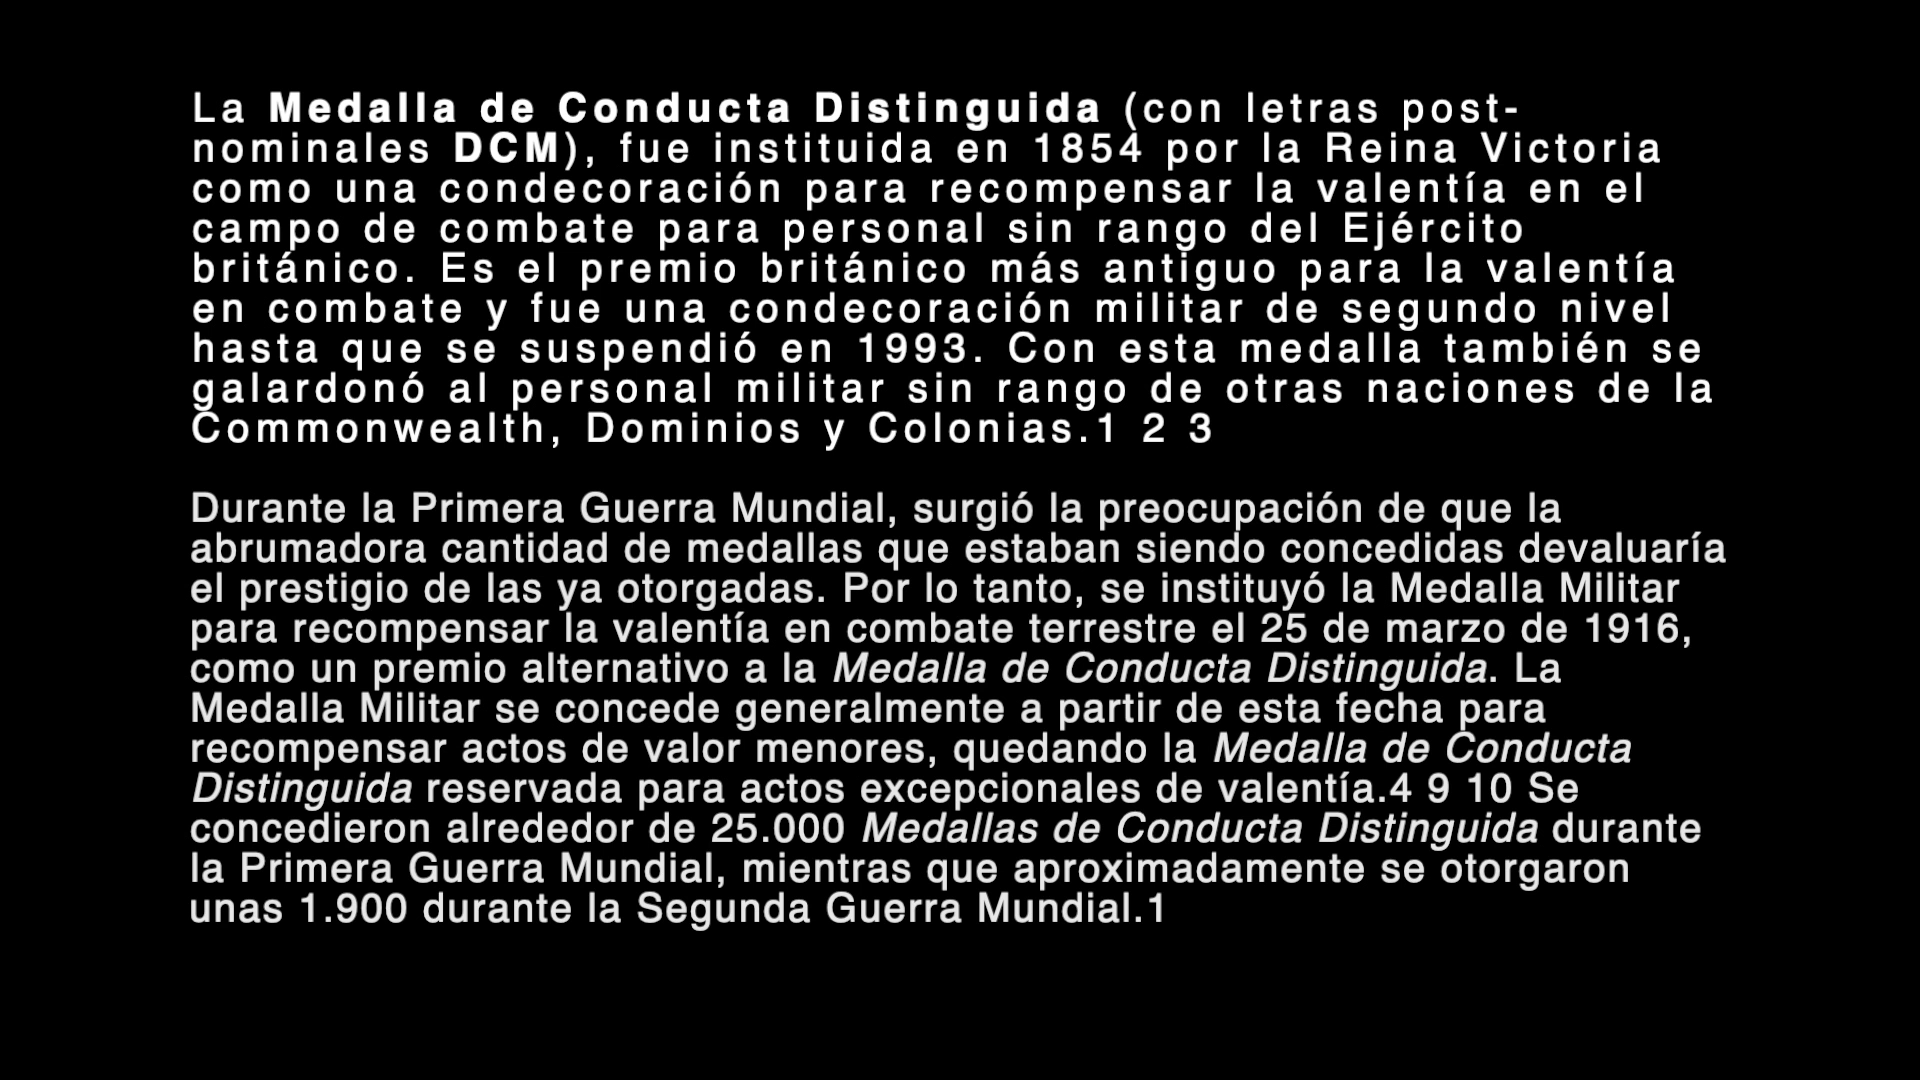 La Medalla de Conducta Distinguida (con letras post-
nominales DCM), fue instituida en 1854 por la Reina Victoria
como una condecoración para recompensar la valentía en el
campo de combate para personal sin rango del Ejército
británico. Es el premio británico más antiguo para la valentía
en combate y fue una condecoración militar de segundo nivel
hasta que se suspendió en 1993. Con esta medalla también se
galardonó al personal militar sin rango de otras naciones de la
Commonwealth, Dominios y Colonias.1 2 3
Durante la Primera Guerra Mundial, surgió la preocupación de que la
abrumadora cantidad de medallas que estaban siendo concedidas devaluaría
el prestigio de las ya otorgadas. Por lo tanto, se instituyó la Medalla Militar
para recompensar la valentía en combate terrestre el 25 de marzo de 1916,
como un premio alternativo a la Medalla de Conducta Distinguida. La
Medalla Militar se concede generalmente a partir de esta fecha para
recompensar actos de valor menores, quedando la Medalla de Conducta
Distinguida reservada para actos excepcionales de valentía.4 9 10 Se
concedieron alrededor de 25.000 Medallas de Conducta Distinguida durante
la Primera Guerra Mundial, mientras que aproximadamente se otorgaron
unas 1.900 durante la Segunda Guerra Mundial.1